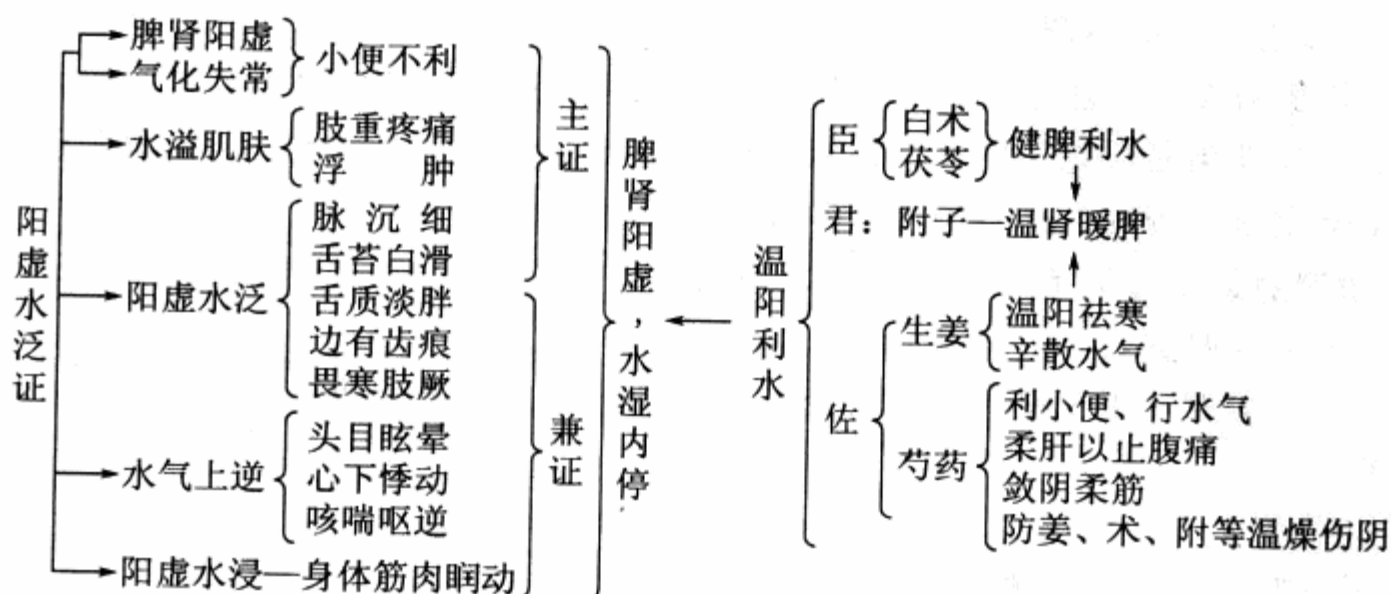 阳虚水泛证
脾肾阳虚
气化失常
小便不利
水溢肌肤
肢重疼痛
浮 肿
阳虚水泛
脉沉细
舌苔白滑
舌质淡胖
边有齿痕
畏寒肢厥
水气上逆
头目眩晕
心下悸动
咳喘呕逆
阳虚水浸—身体筋肉瞤动
主证
兼证
脾肾阳虚，水湿内停
温阳利水
臣
白术
茯苓
健脾利水
君：附子—温肾暖脾
佐
生姜
温阳祛寒
辛散水气
芍药
利小便、行水气
柔肝以止腹痛
敛阴柔筋
防姜、术、附等温燥伤阴